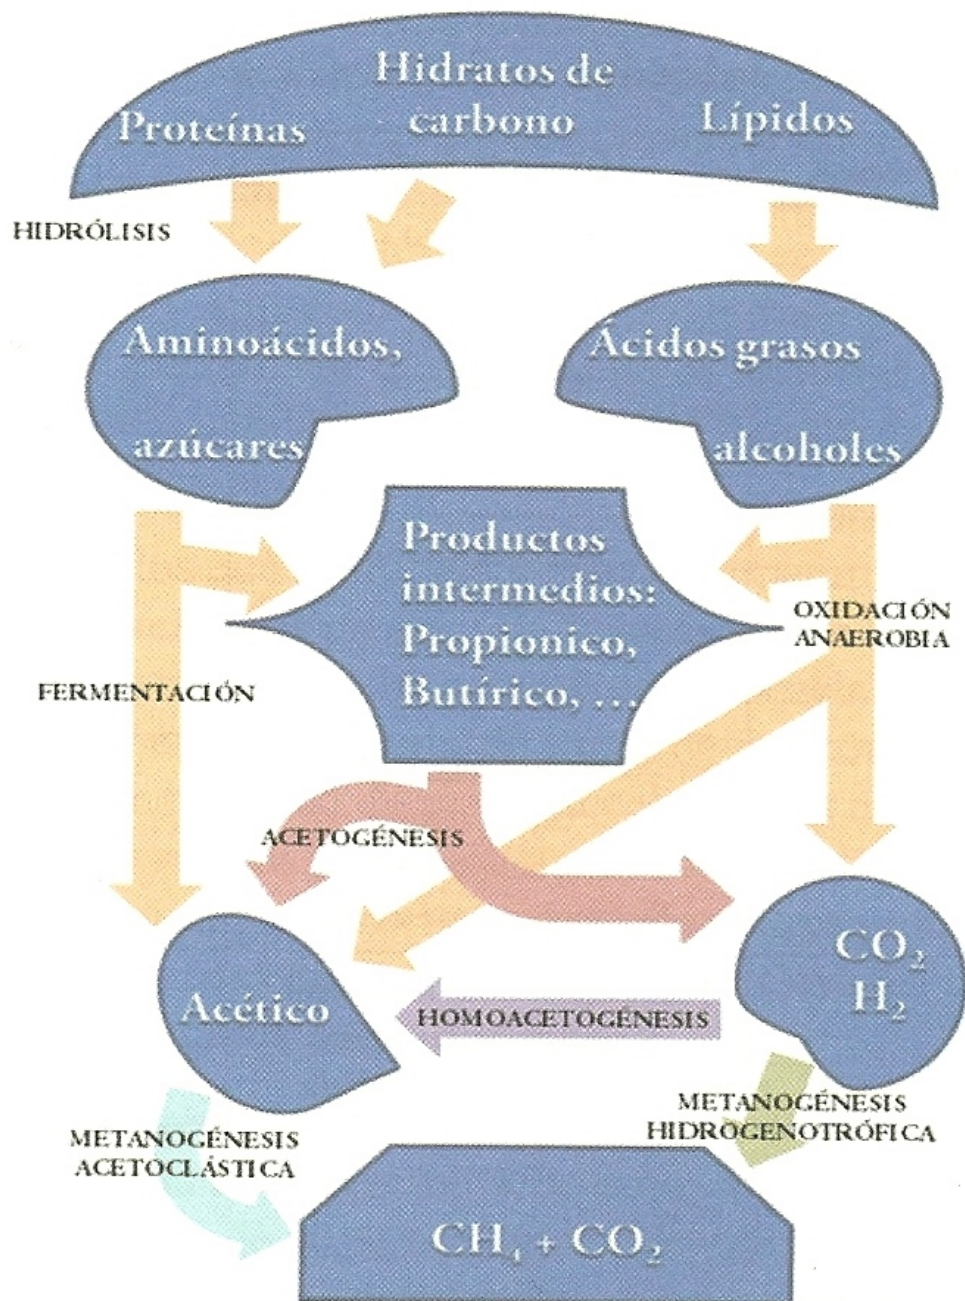 Hidratos de
carbono
Proteínas
Lípidos
HIDRÓLISIS
Aminoácidos,
azúcares
Ácidos grasos
alcoholes
Productos
intermedios:
Propionico,
Butírico, ...
OXIDACIÓN
ANAEROBIA
FERMENTACIÓN
ACETOGÉNESIS
CO₂
H₂
Acético
HOMOACETOGÉNESIS
METANOGÉNESIS
HIDROGENOTRÓFICA
METANOGÉNESIS
ACETOCLÁSTICA
CH₄ + CO₂